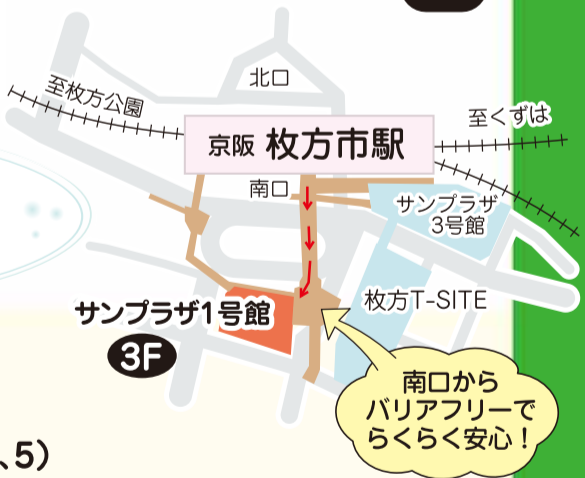 北口
至枚方公園
至くずは
京阪 枚方市駅
南口
サンプラザ
3号館
サンプラザ1号館
枚方T-SITE
3F
南口から
バリアフリーで
らくらく安心！
、5）